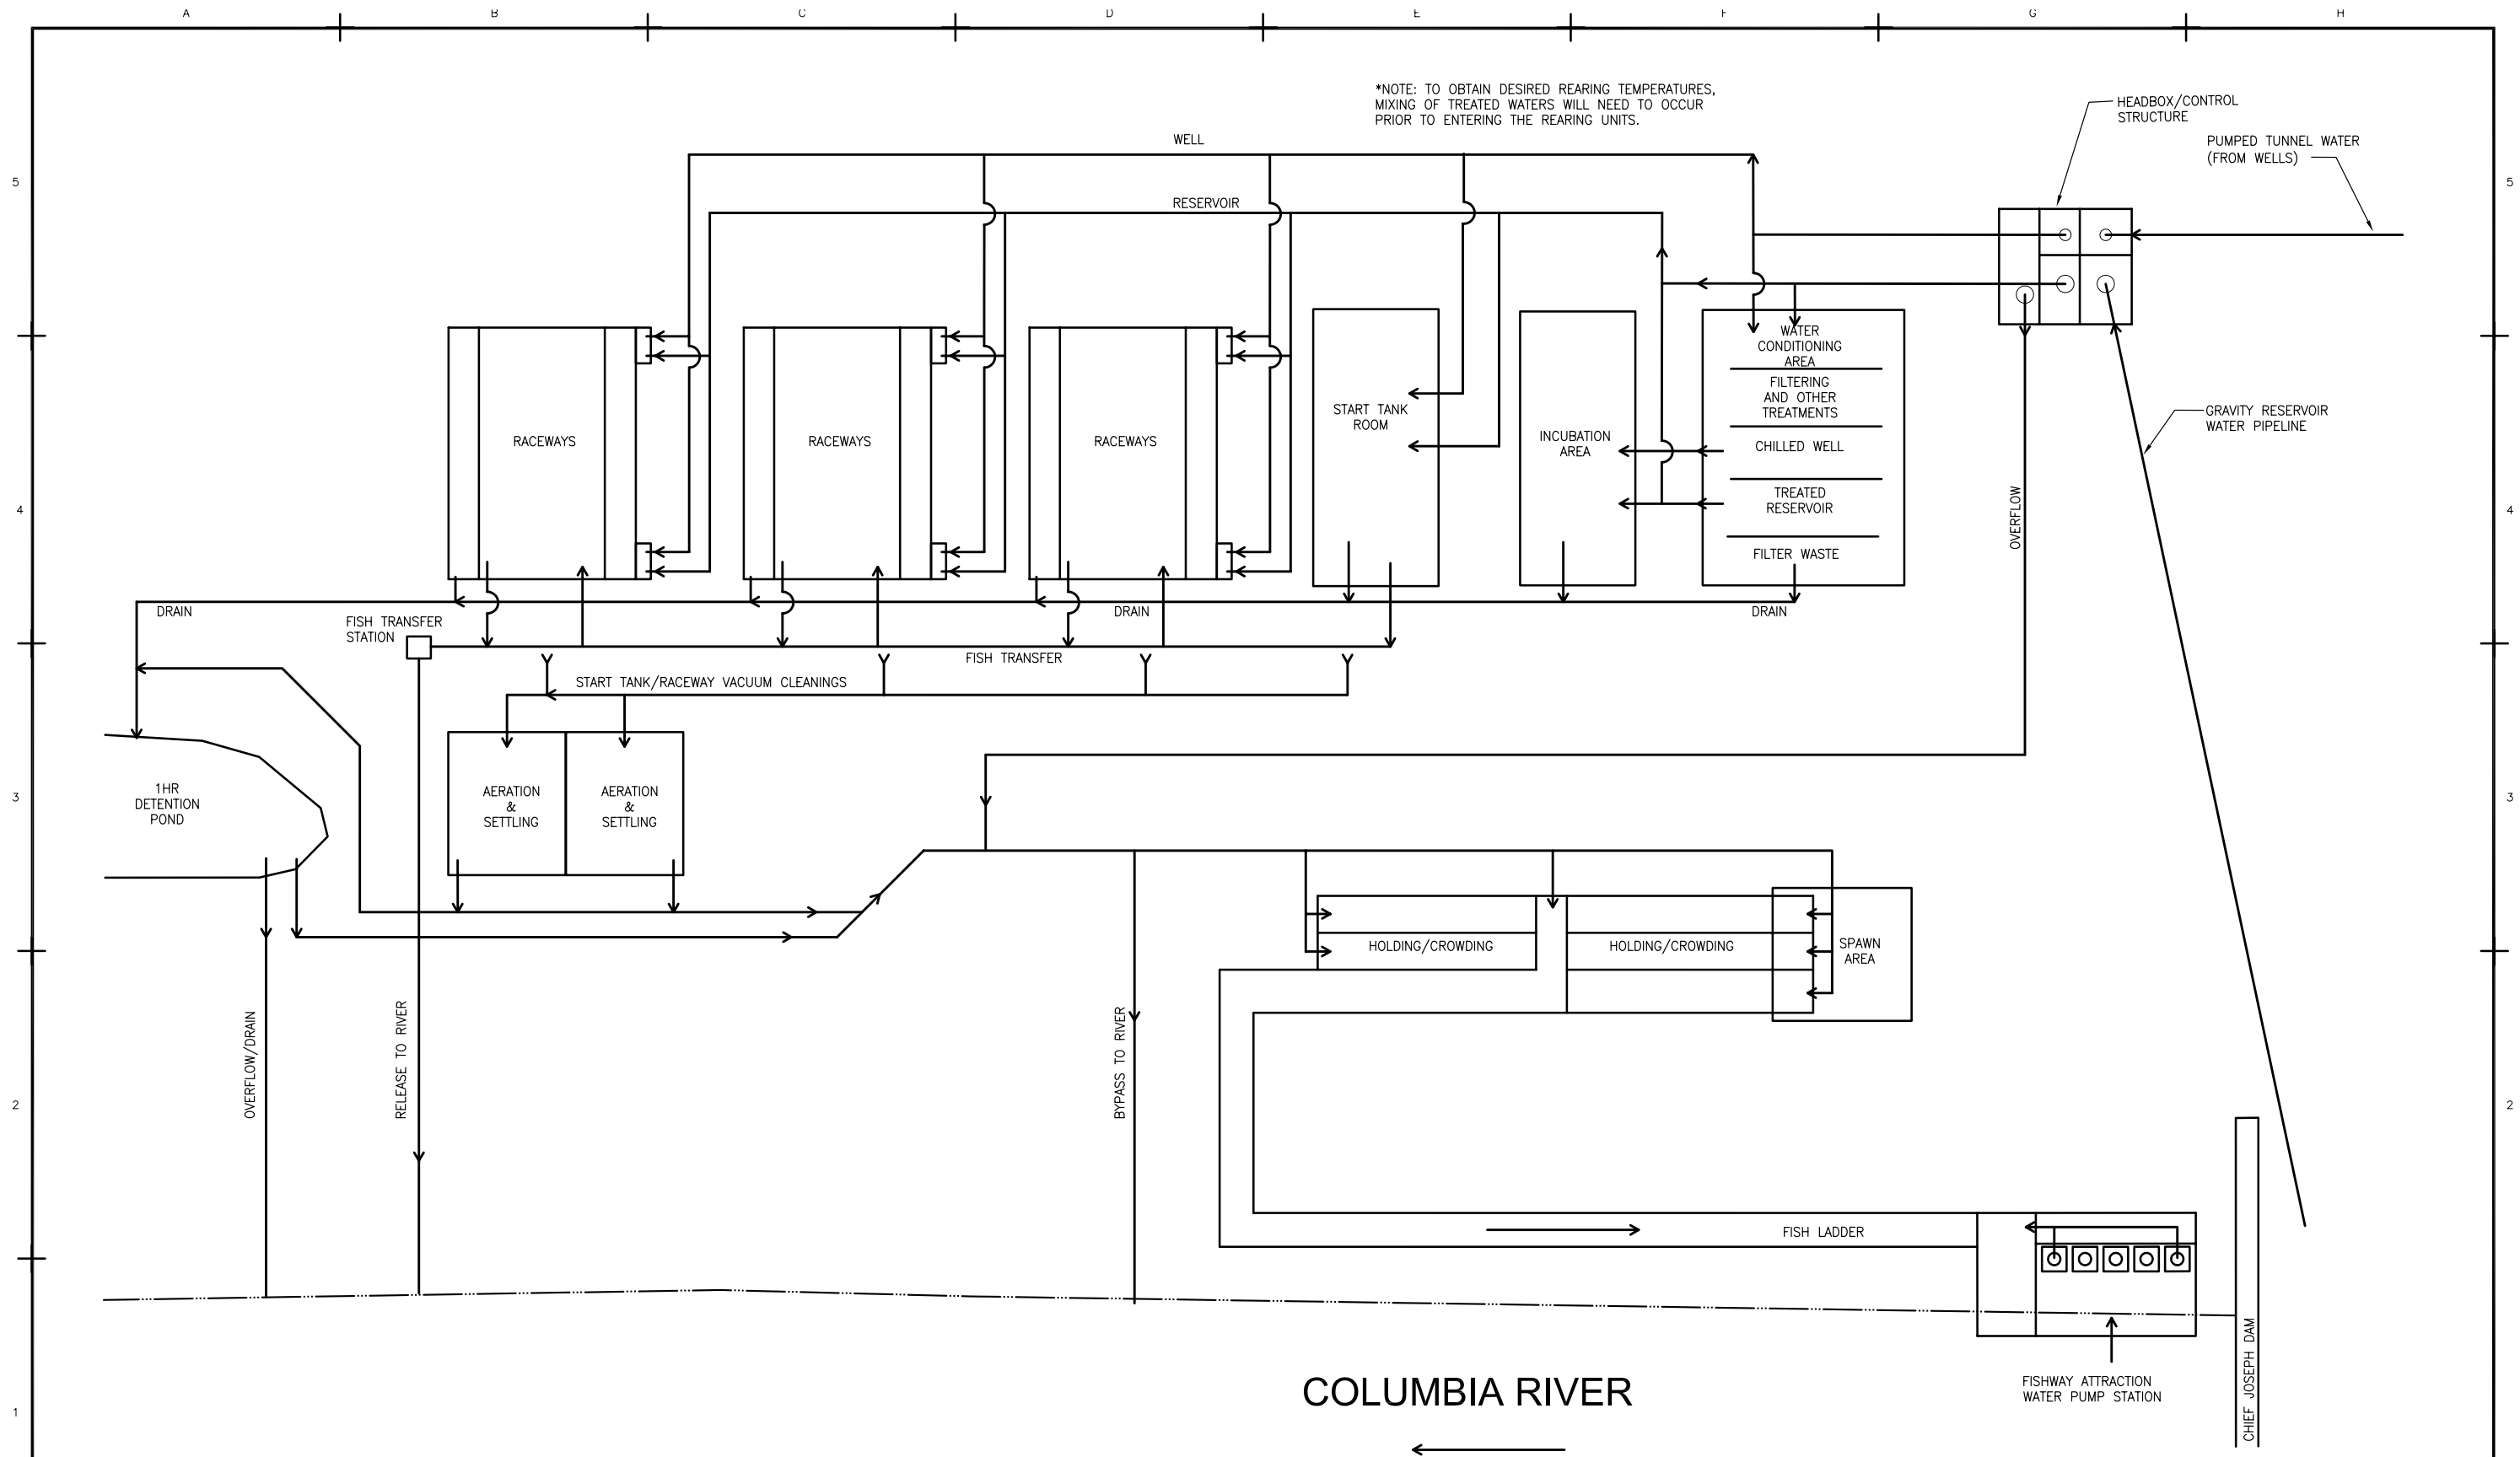 A B C D E F G H
*NOTE: TO OBTAIN DESIRED REARING TEMPERATURES,
MIXING OF TREATED WATERS WILL NEED TO OCCUR
PRIOR TO ENTERING THE REARING UNITS.
HEADBOX/CONTROL
STRUCTURE
PUMPED TUNNEL WATER
(FROM WELLS)
WELL
5
5
RESERVOIR
WATER
CONDITIONING
AREA
FILTERING
AND OTHER
TREATMENTS
CHILLED WELL
TREATED
RESERVOIR
FILTER WASTE
START TANK
ROOM
INCUBATION
AREA
RACEWAYS
RACEWAYS
RACEWAYS
GRAVITY RESERVOIR
WATER PIPELINE
OVERFLOW
4
4
DRAIN
DRAIN
DRAIN
FISH TRANSFER
STATION
FISH TRANSFER
START TANK/RACEWAY VACUUM CLEANINGS
1HR
DETENTION
POND
AERATION
&
SETTLING
AERATION
&
SETTLING
3
3
HOLDING/CROWDING
HOLDING/CROWDING
SPAWN
AREA
OVERFLOW/DRAIN
RELEASE TO RIVER
BYPASS TO RIVER
2
2
FISH LADDER
COLUMBIA RIVER
FISHWAY ATTRACTION
WATER PUMP STATION
CHIEF JOSEPH DAM
1